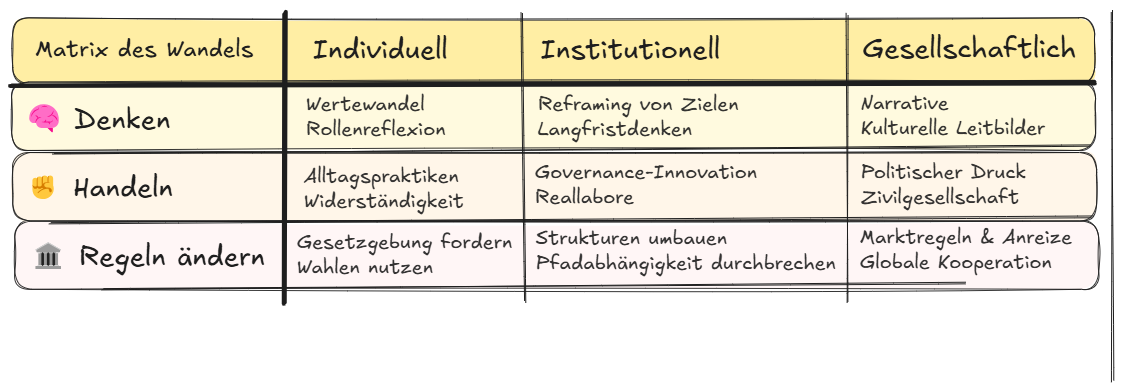 Matrix des Wandels
Individuell
Institutionell
Gesellschaftlich
Denken
Wertewandel
Rollenreflexion
Reframing von Zielen
Langfristdenken
Narrative
Kulturelle Leitbilder
Handeln
Alltagspraktiken
Widerständigkeit
Governance-Innovation
Reallabore
Politischer Druck
Zivilgesellschaft
Regeln ändern
Gesetzgebung fordern
Wahlen nutzen
Strukturen umbauen
Pfadabhängigkeit durchbrechen
Marktregeln & Anreize
Globale Kooperation